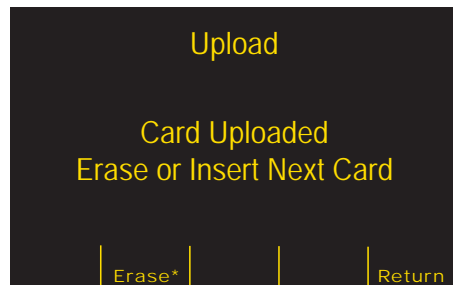 Upload
Card Uploaded
Erase or Insert Next Card
Erase* Return